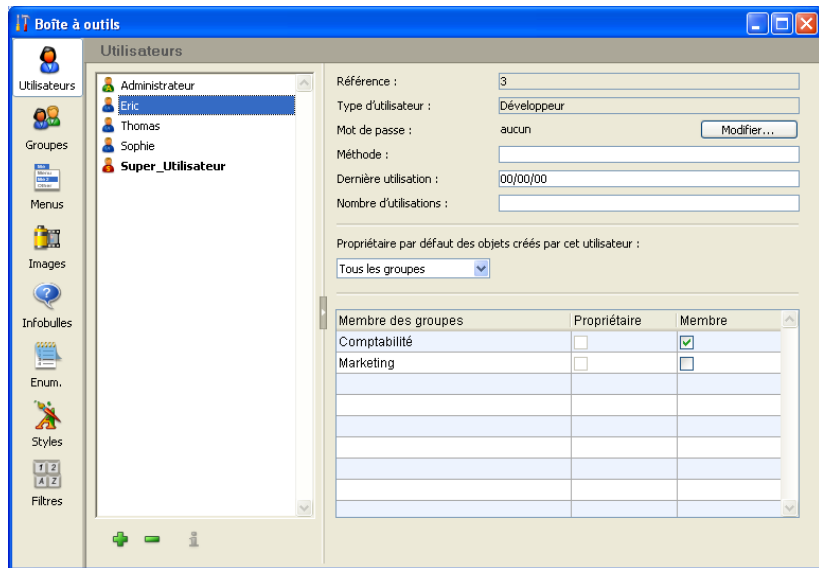 Boîte à outils
Utilisateurs
Utilisateurs
Groupes
Menus
Images
Infobulles
Enum.
Styles
Filtres
Administrateur
Eric
Thomas
Sophie
Super_Utilisateur
Référence : 3
Type d'utilisateur : Développeur
Mot de passe : aucun Modifier...
Méthode :
Dernière utilisation : 00/00/00
Nombre d'utilisations :
Propriétaire par défaut des objets créés par cet utilisateur :
Tous les groupes
Membre des groupes Propriétaire Membre
Comptabilité
Marketing